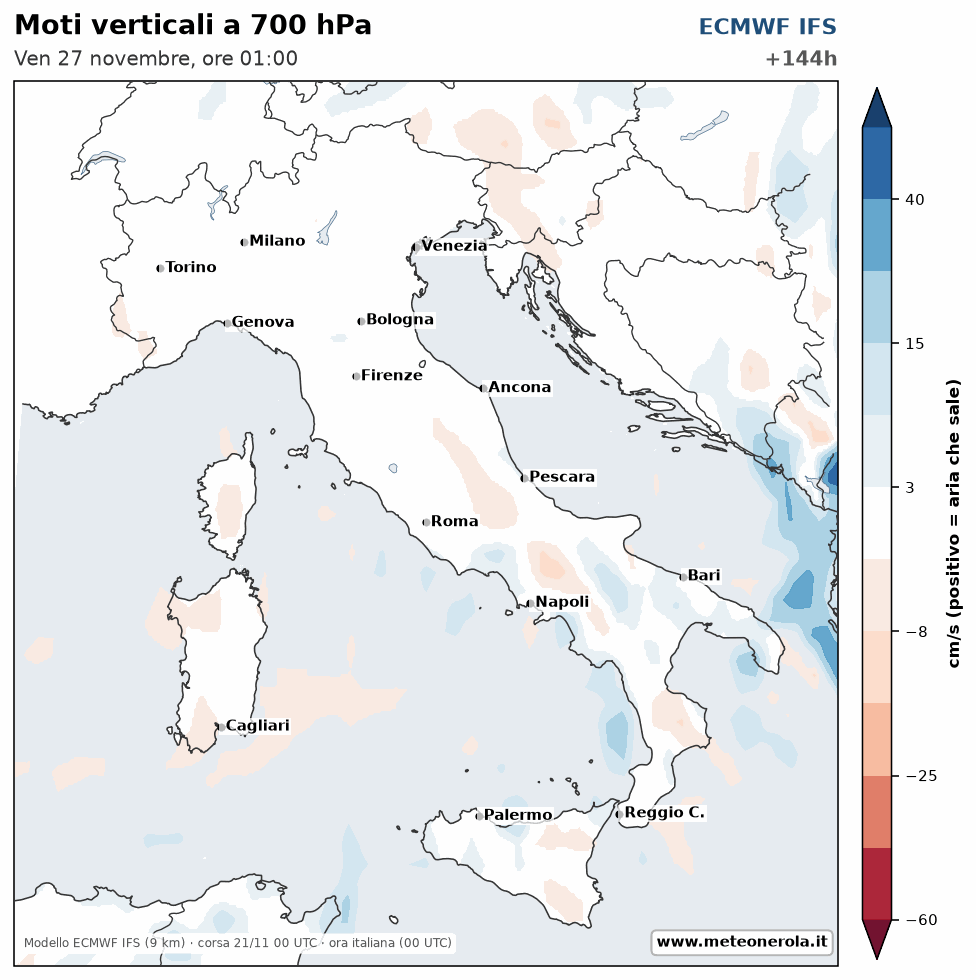 Moti verticali a 700 hPa
ECMWF IFS
Ven 27 novembre, ore 01:00
+144h
Milano
Venezia
Torino
Genova
Bologna
Firenze
Ancona
Pescara
Roma
Bari
Napoli
Cagliari
Palermo
Reggio C.
40
15
3
−8
−25
−60
cm/s (positivo = aria che sale)
Modello ECMWF IFS (9 km) · corsa 21/11 00 UTC · ora italiana (00 UTC)
www.meteonerola.it